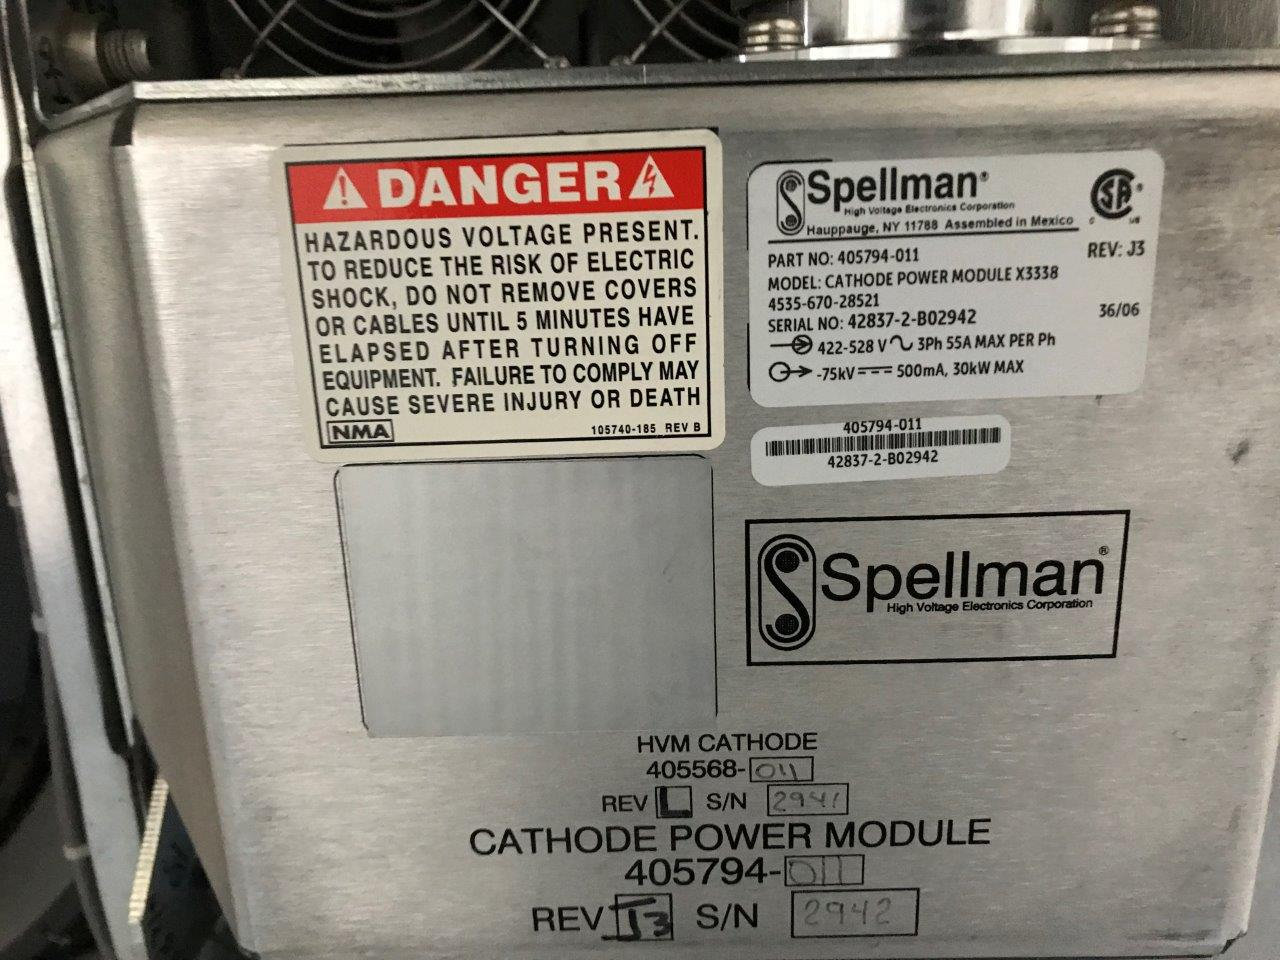 DANGER
HAZARDOUS VOLTAGE PRESENT.
TO REDUCE THE RISK OF ELECTRIC
SHOCK, DO NOT REMOVE COVERS
OR CABLES UNTIL 5 MINUTES HAVE
ELAPSED AFTER TURNING OFF
EQUIPMENT. FAILURE TO COMPLY MAY
CAUSE SEVERE INJURY OR DEATH
NMA 105740-185 REV B
Spellman®
High Voltage Electronics Corporation
Hauppauge, NY 11788 Assembled in Mexico
PART NO: 405794-011 REV: J3
MODEL: CATHODE POWER MODULE X3338
4535-670-28521 36/06
SERIAL NO: 42837-2-B02942
422-528 V 3Ph 55A MAX PER Ph
-75kV 500mA, 30kW MAX
405794-011
42837-2-B02942
Spellman®
High Voltage Electronics Corporation
HVM CATHODE
405568-011
REV L S/N 2941
CATHODE POWER MODULE
405794-011
REV J3 S/N 2942